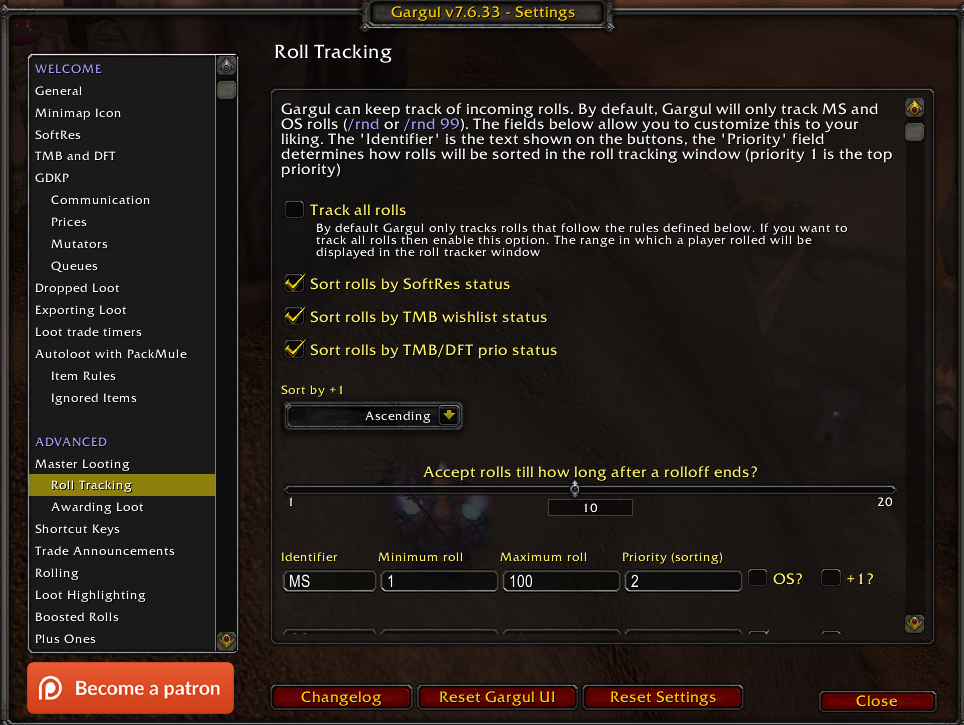 Gargul v7.6.33 - Settings
WELCOME
General
Minimap Icon
SoftRes
TMB and DFT
GDKP
Communication
Prices
Mutators
Queues
Dropped Loot
Exporting Loot
Loot trade timers
Autoloot with PackMule
Item Rules
Ignored Items
ADVANCED
Master Looting
Roll Tracking
Awarding Loot
Shortcut Keys
Trade Announcements
Rolling
Loot Highlighting
Boosted Rolls
Plus Ones
Become a patron
Roll Tracking
Gargul can keep track of incoming rolls. By default, Gargul will only track MS and
OS rolls (/rnd or /rnd 99). The fields below allow you to customize this to your
liking. The 'Identifier' is the text shown on the buttons, the 'Priority' field
determines how rolls will be sorted in the roll tracking window (priority 1 is the top
priority)
Track all rolls
By default Gargul only tracks rolls that follow the rules defined below. If you want to
track all rolls then enable this option. The range in which a player rolled will be
displayed in the roll tracker window
Sort rolls by SoftRes status
Sort rolls by TMB wishlist status
Sort rolls by TMB/DFT prio status
Sort by +1
Ascending
Accept rolls till how long after a rolloff ends?
1 10 20
Identifier Minimum roll Maximum roll Priority (sorting)
MS 1 100 2 OS? +1?
Changelog Reset Gargul UI Reset Settings Close